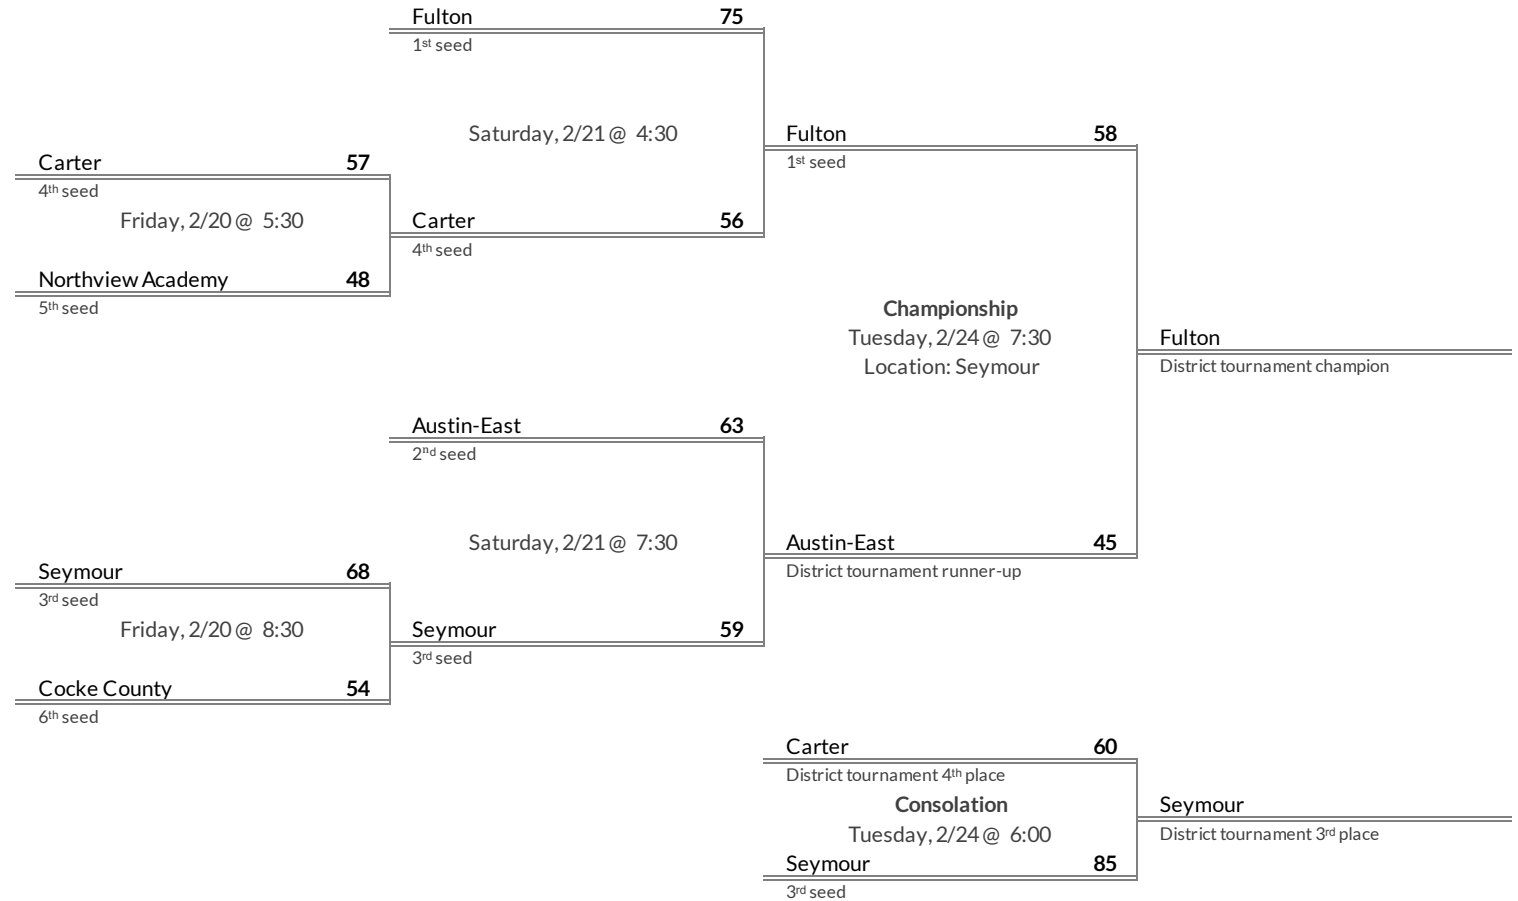 Fulton 75
1st seed
Saturday, 2/21 @ 4:30
Fulton 58
1st seed
Carter 57
4th seed
Friday, 2/20 @ 5:30
Carter 56
4th seed
Northview Academy 48
5th seed
Championship
Tuesday, 2/24 @ 7:30
Location: Seymour
Fulton
District tournament champion
Austin-East 63
2nd seed
Saturday, 2/21 @ 7:30
Austin-East 45
District tournament runner-up
Seymour 68
3rd seed
Friday, 2/20 @ 8:30
Seymour 59
3rd seed
Cocke County 54
6th seed
Carter 60
District tournament 4th place
Consolation
Tuesday, 2/24 @ 6:00
Seymour
District tournament 3rd place
Seymour 85
3rd seed